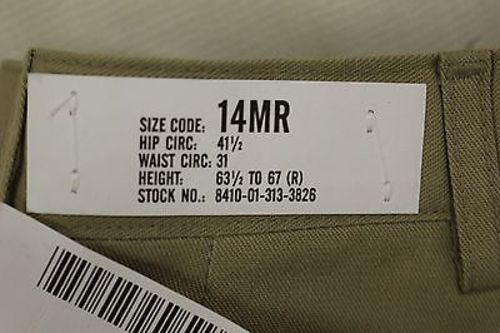 SIZE CODE: 14MR
HIP CIRC: 41½
WAIST CIRC: 31
HEIGHT: 63½ TO 67 (R)
STOCK NO.: 8410-01-313-3826